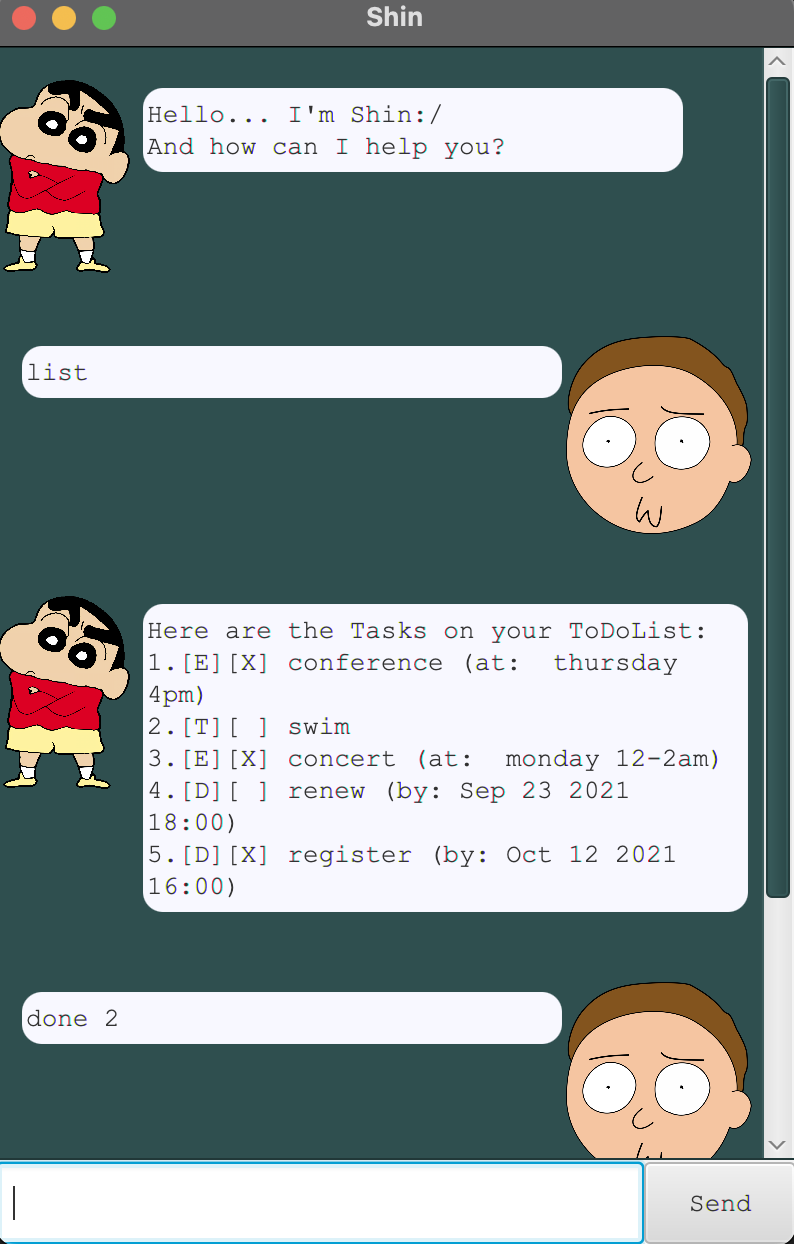 Shin
Hello... I'm Shin:/
And how can I help you?
list
Here are the Tasks on your ToDoList:
1.[E][X] conference (at:  thursday
4pm)
2.[T][ ] swim
3.[E][X] concert (at:  monday 12-2am)
4.[D][ ] renew (by: Sep 23 2021
18:00)
5.[D][X] register (by: Oct 12 2021
16:00)
done 2
Send